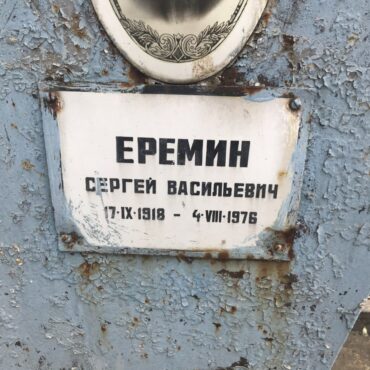 ЕРЕМИН
СЕРГЕЙ ВАСИЛЬЕВИЧ
17·IX·1918 – 4·VIII·1976